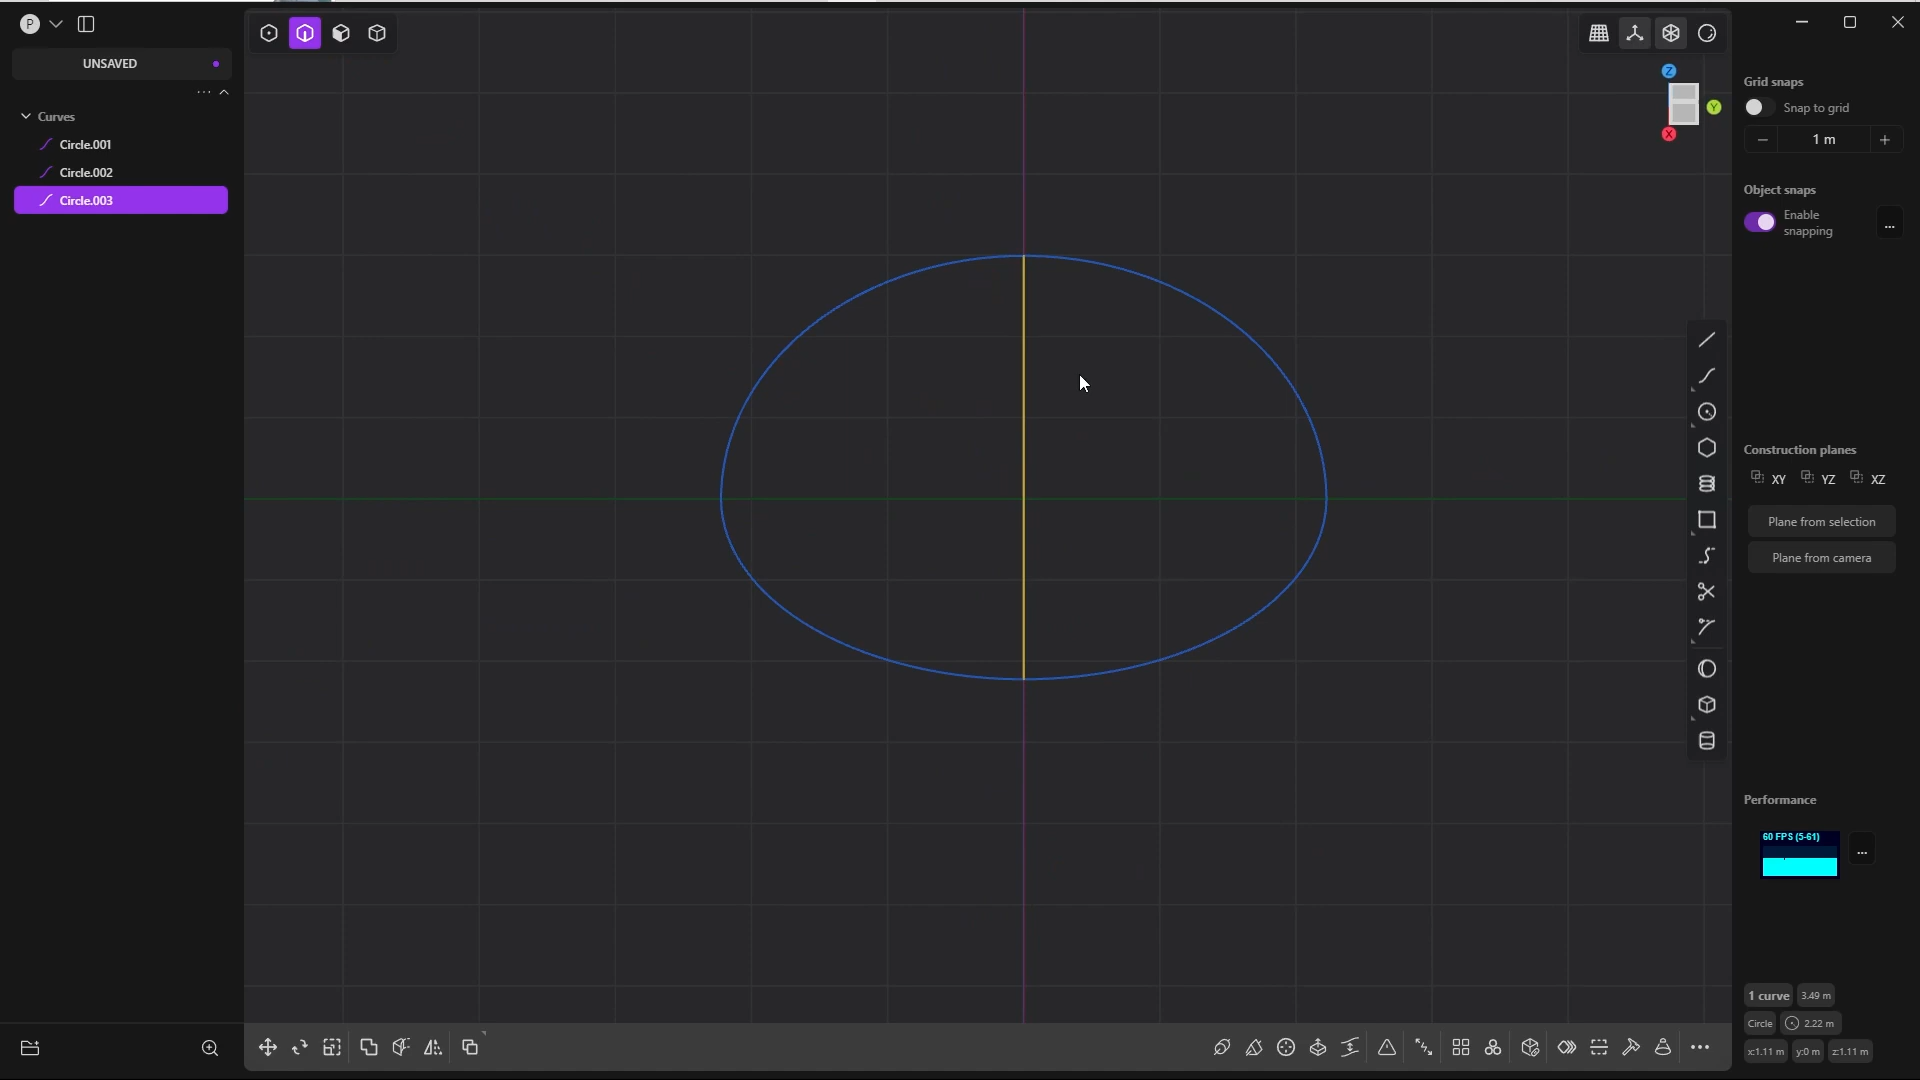 P
UNSAVED
...
Curves
Circle.001
Circle.002
Circle.003
Z
Y
X
Grid snaps
Snap to grid
− 1 m +
Object snaps
Enable
snapping
...
Construction planes
XY YZ XZ
Plane from selection
Plane from camera
Performance
60 FPS (5-61)
...
1 curve 3.49 m
Circle 2.22 m
x:1.11 m y:0 m z:1.11 m